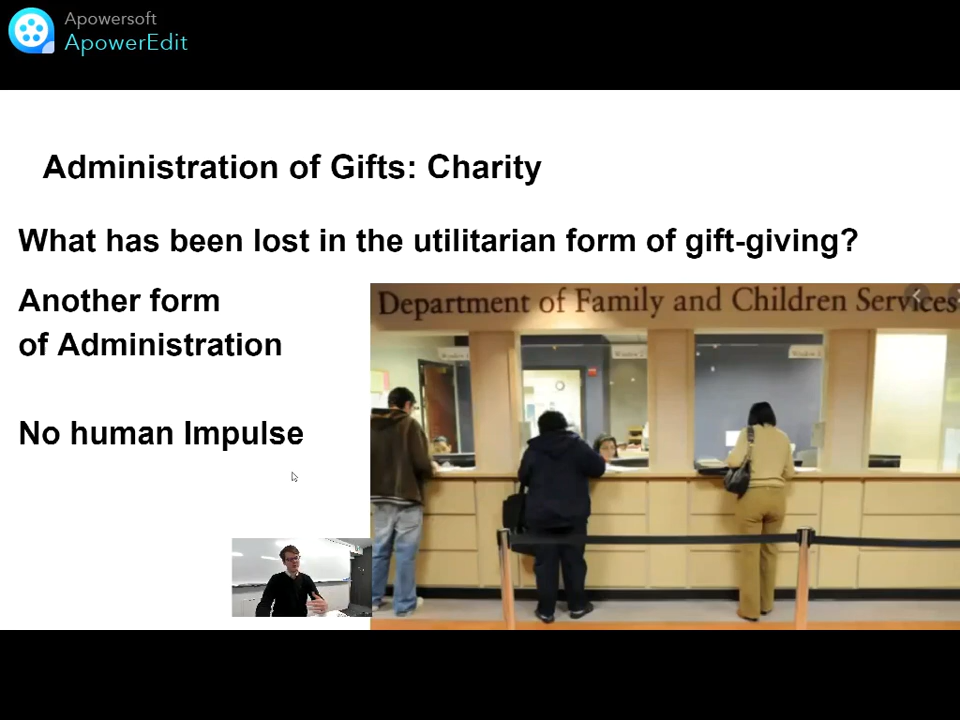 Apowersoft
ApowerEdit
Administration of Gifts: Charity
What has been lost in the utilitarian form of gift-giving?
Another form
of Administration
No human Impulse
Department of Family and Children Services